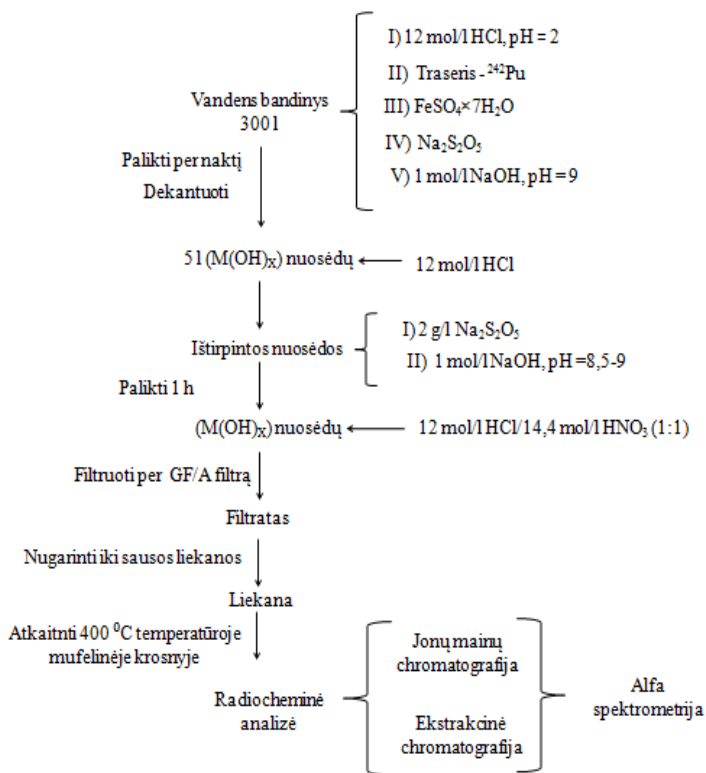 I) 12 mol/l HCl, pH = 2
II) Traseris - ²⁴²Pu
III) FeSO₄×7H₂O
IV) Na₂S₂O₅
V) 1 mol/l NaOH, pH = 9
Vandens bandinys
300 l
Palikti per naktį
Dekantuoti
5 l (M(OH)ₓ) nuosėdų
12 mol/l HCl
Ištirpintos nuosėdos
I) 2 g/l Na₂S₂O₅
II) 1 mol/l NaOH, pH =8,5-9
Palikti 1 h
(M(OH)ₓ) nuosėdų
12 mol/l HCl/14,4 mol/l HNO₃ (1:1)
Filtruoti per GF/A filtrą
Filtratas
Nugarinti iki sausos liekanos
Liekana
Atkaitnti 400 ⁰C temperatūroje
mufelinėje krosnyje
Radiocheminė
analizė
Jonų mainų
chromatografija
Ekstrakcinė
chromatografija
Alfa
spektrometrija